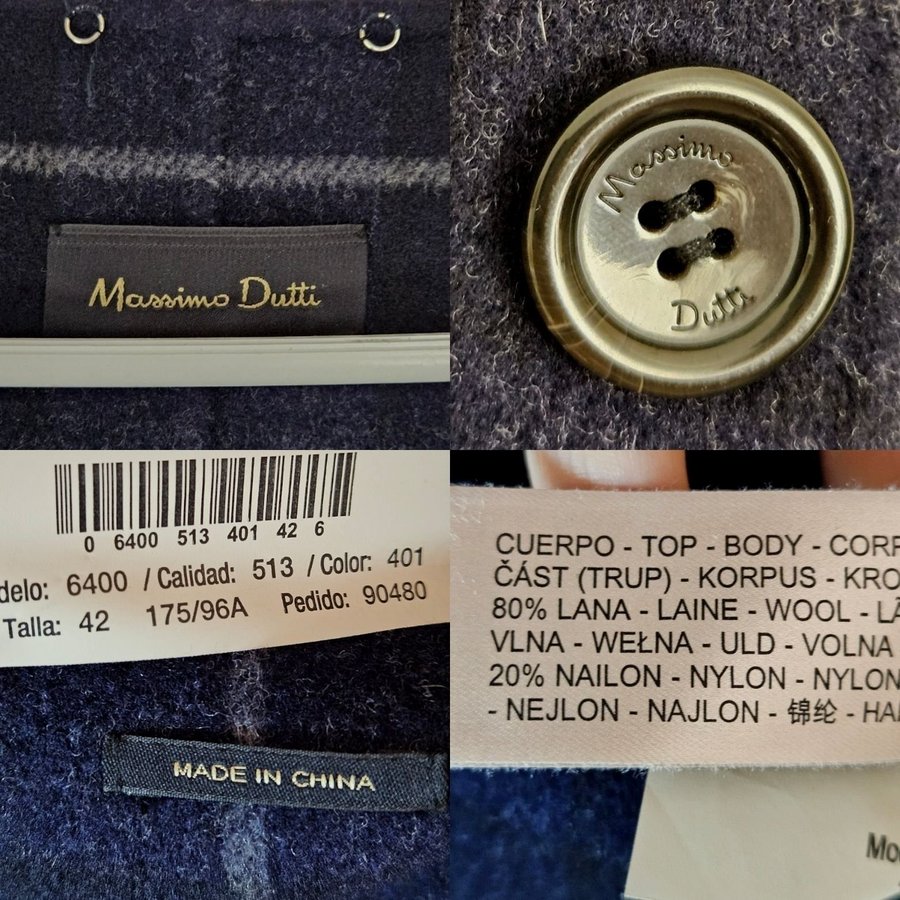 Massimo Dutti
Massimo
Dutti
0 6400 513 401 42 6
delo: 6400 / Calidad: 513 / Color: 401
Talla: 42 175/96A Pedido: 90480
MADE IN CHINA
CUERPO - TOP - BODY - CORP
ČÁST (TRUP) - KORPUS - KRO
80% LANA - LAINE - WOOL - LÃ
VLNA - WEŁNA - ULD - VOLNA
20% NAILON - NYLON - NYLON
- NEJLON - NAJLON - 锦纶 - HA
Mo